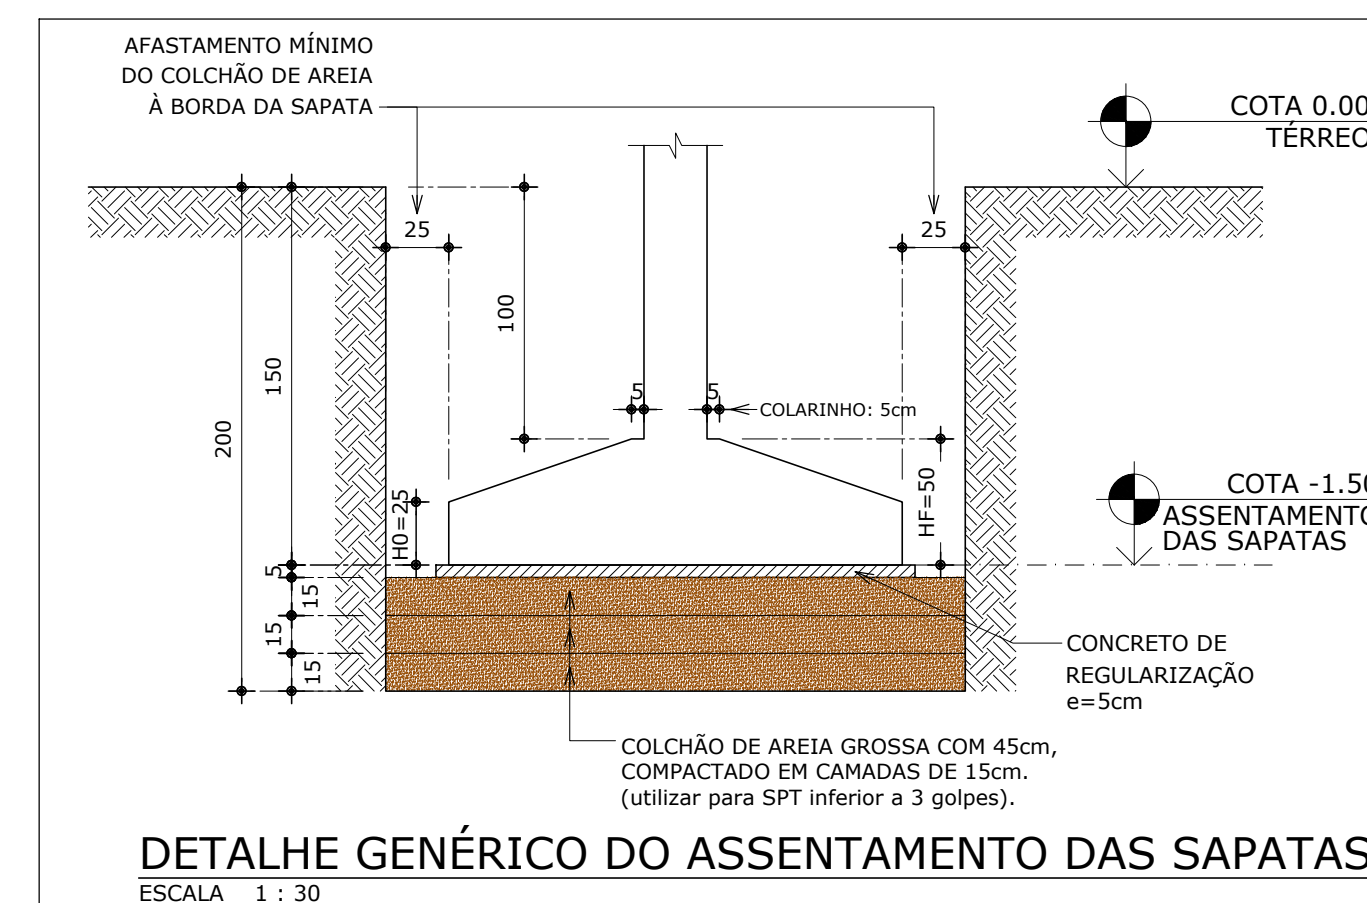 AFASTAMENTO MÍNIMO
DO COLCHÃO DE AREIA
À BORDA DA SAPATA
COTA 0.00
TÉRREO
25
25
100
150
200
5
5
COLARINHO: 5cm
H0=25
HF=50
COTA -1.50
ASSENTAMENTO
DAS SAPATAS
5
15
15
15
CONCRETO DE
REGULARIZAÇÃO
e=5cm
COLCHÃO DE AREIA GROSSA COM 45cm,
COMPACTADO EM CAMADAS DE 15cm.
(utilizar para SPT inferior a 3 golpes).
DETALHE GENÉRICO DO ASSENTAMENTO DAS SAPATAS
ESCALA 1 : 30